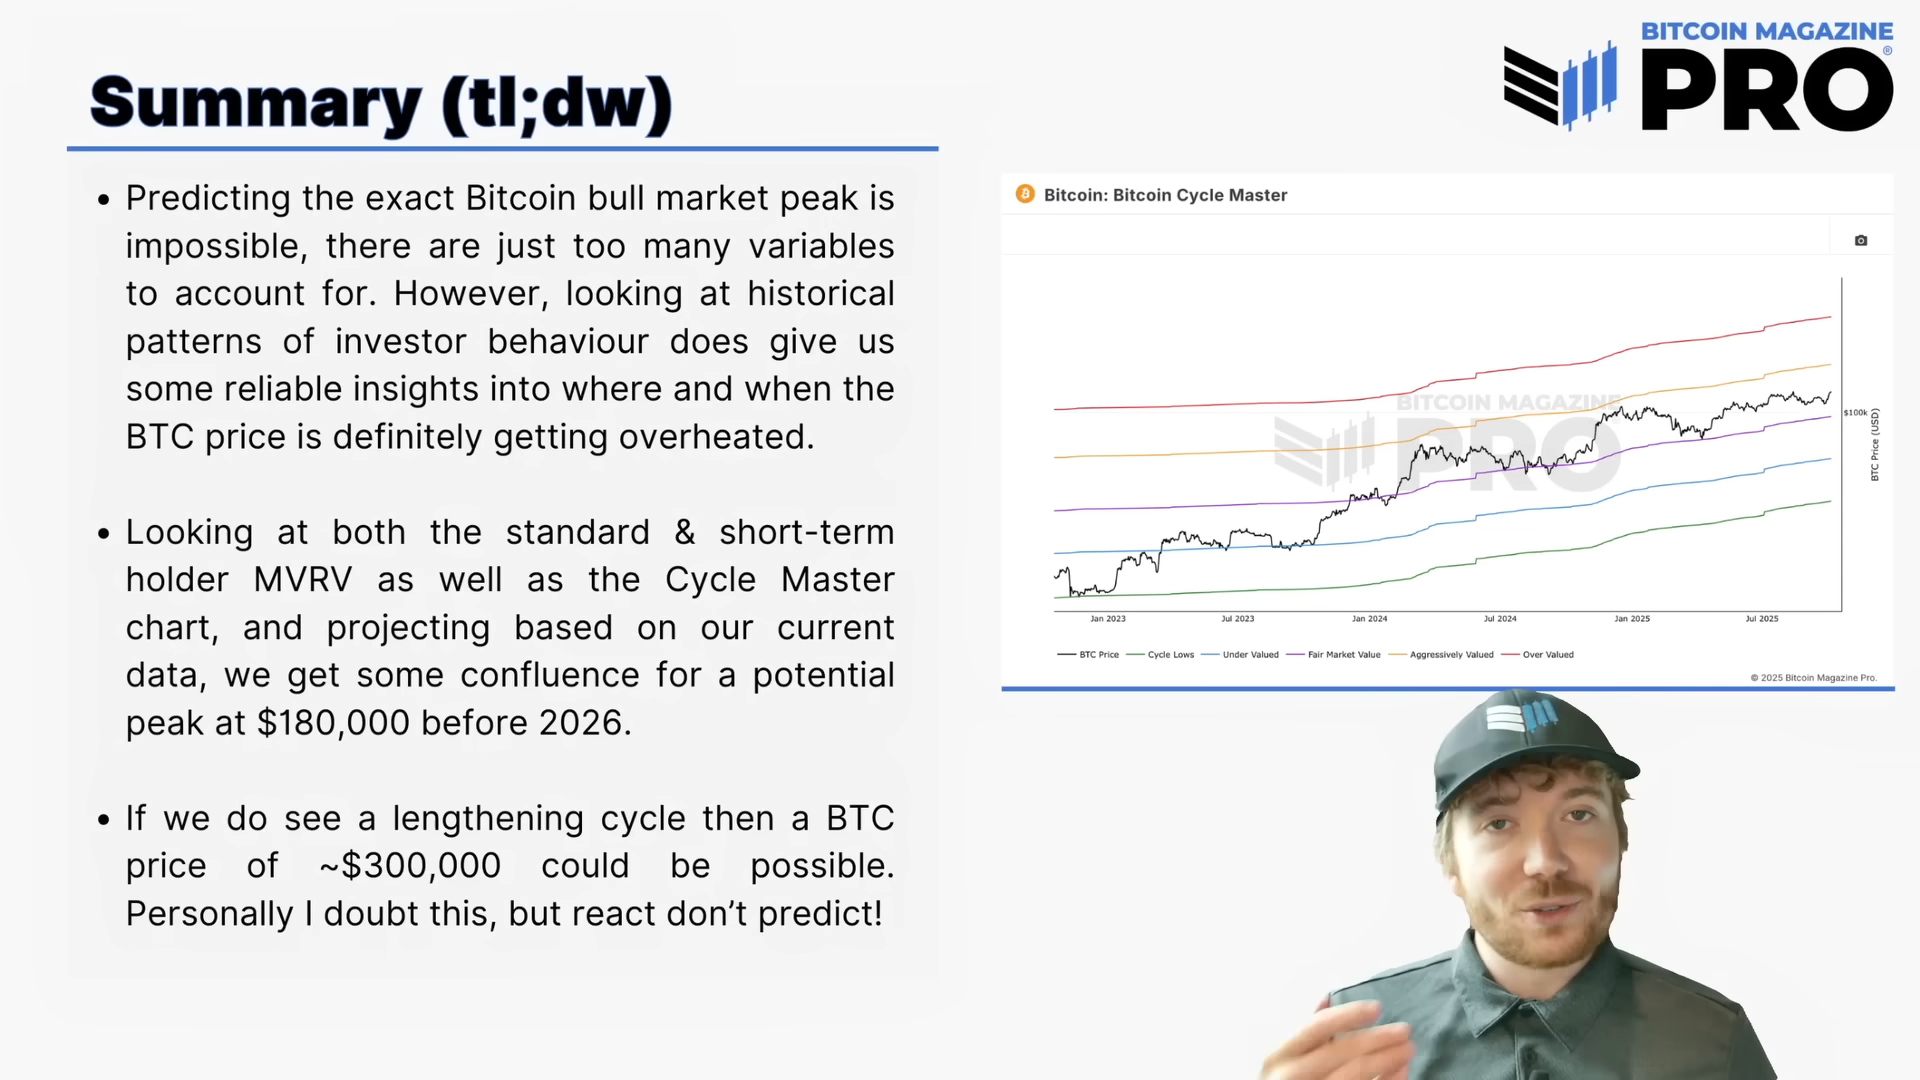 Summary (tl;dw)
• Predicting the exact Bitcoin bull market peak is
impossible, there are just too many variables
to account for. However, looking at historical
patterns of investor behaviour does give us
some reliable insights into where and when the
BTC price is definitely getting overheated.
• Looking at both the standard & short-term
holder MVRV as well as the Cycle Master
chart, and projecting based on our current
data, we get some confluence for a potential
peak at $180,000 before 2026.
• If we do see a lengthening cycle then a BTC
price of ~$300,000 could be possible.
Personally I doubt this, but react don’t predict!
BITCOIN MAGAZINE
PRO®
Bitcoin: Bitcoin Cycle Master
BITCOIN MAGAZINE
PRO
$100k
BTC Price (USD)
Jan 2023 Jul 2023 Jan 2024 Jul 2024 Jan 2025 Jul 2025
BTC Price Cycle Lows Under Valued Fair Market Value Aggressively Valued Over Valued
© 2025 Bitcoin Magazine Pro.